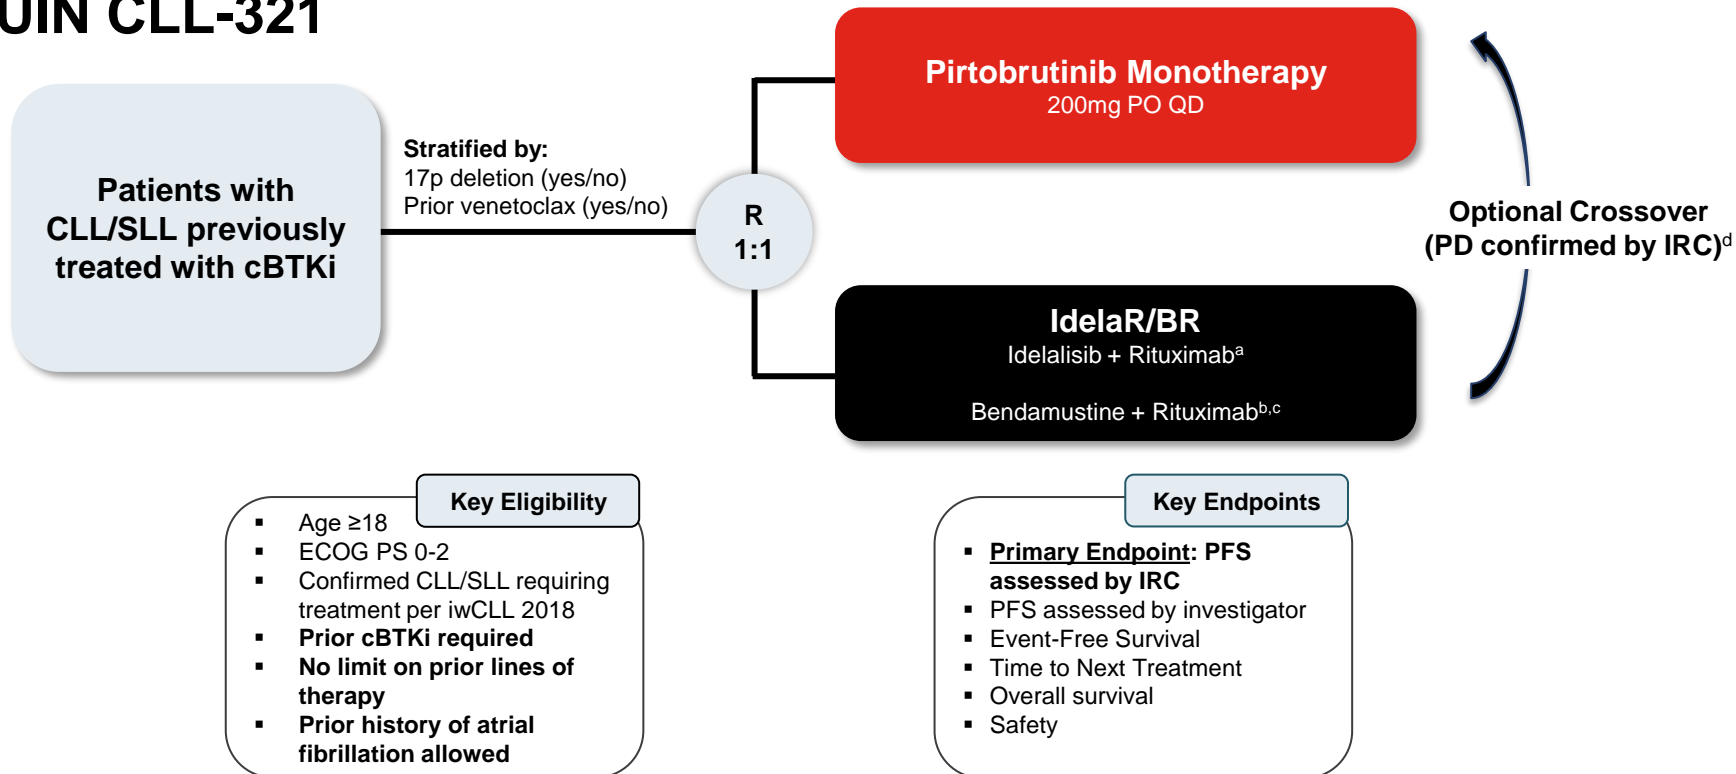 UIN CLL-321
Patients with
CLL/SLL previously
treated with cBTKi
Stratified by:
17p deletion (yes/no)
Prior venetoclax (yes/no)
R
1:1
Pirtobrutinib Monotherapy
200mg PO QD
IdelaR/BR
Idelalisib + Rituximabᵃ
Bendamustine + Rituximabᵇ,ᶜ
Optional Crossover
(PD confirmed by IRC)ᵈ
Key Eligibility
▪ Age ≥18
▪ ECOG PS 0-2
▪ Confirmed CLL/SLL requiring
treatment per iwCLL 2018
▪ Prior cBTKi required
▪ No limit on prior lines of
therapy
▪ Prior history of atrial
fibrillation allowed
Key Endpoints
▪ Primary Endpoint: PFS
assessed by IRC
▪ PFS assessed by investigator
▪ Event-Free Survival
▪ Time to Next Treatment
▪ Overall survival
▪ Safety